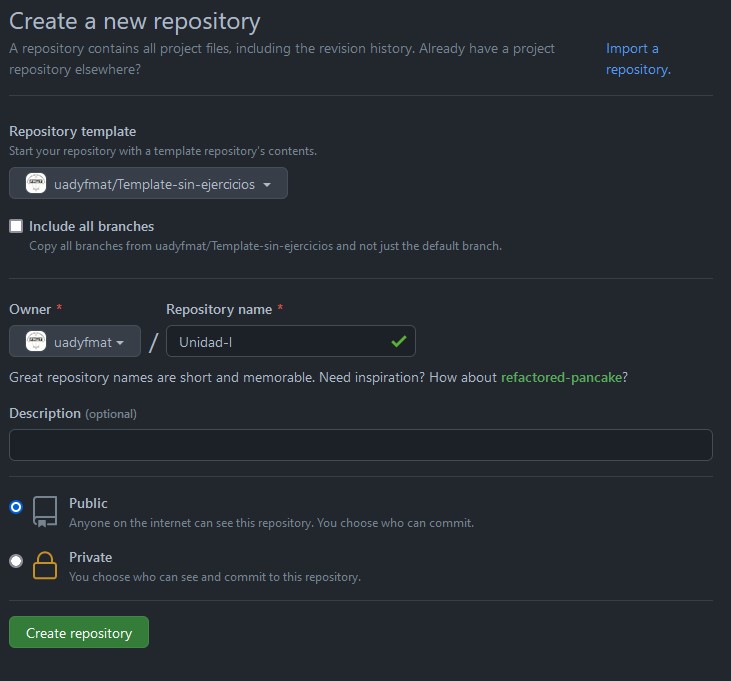 Create a new repository
A repository contains all project files, including the revision history. Already have a project
repository elsewhere?
Import a
repository.
Repository template
Start your repository with a template repository's contents.
uadyfmat/Template-sin-ejercicios
Include all branches
Copy all branches from uadyfmat/Template-sin-ejercicios and not just the default branch.
Owner * Repository name *
uadyfmat / Unidad-I
Great repository names are short and memorable. Need inspiration? How about refactored-pancake?
Description (optional)
Public
Anyone on the internet can see this repository. You choose who can commit.
Private
You choose who can see and commit to this repository.
Create repository